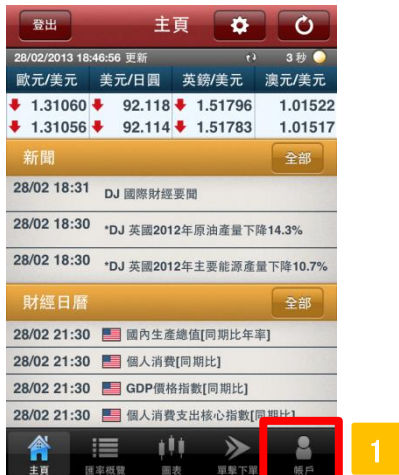 登出 主頁
28/02/2013 18:46:56 更新 3 秒
歐元/美元 美元/日圓 英鎊/美元 澳元/美元
1.31060 92.118 1.51796 1.01522
1.31056 92.114 1.51783 1.01517
新聞 全部
28/02 18:31 DJ 國際財經要聞
28/02 18:30 *DJ 英國2012年原油產量下降14.3%
28/02 18:30 *DJ 英國2012年主要能源產量下降10.7%
財經日曆 全部
28/02 21:30 國內生產總值[同期比年率]
28/02 21:30 個人消費[同期比]
28/02 21:30 GDP價格指數[同期比]
28/02 21:30 個人消費支出核心指數[同期比]
主頁 匯率概覽 圖表 單擊下單 帳戶 1